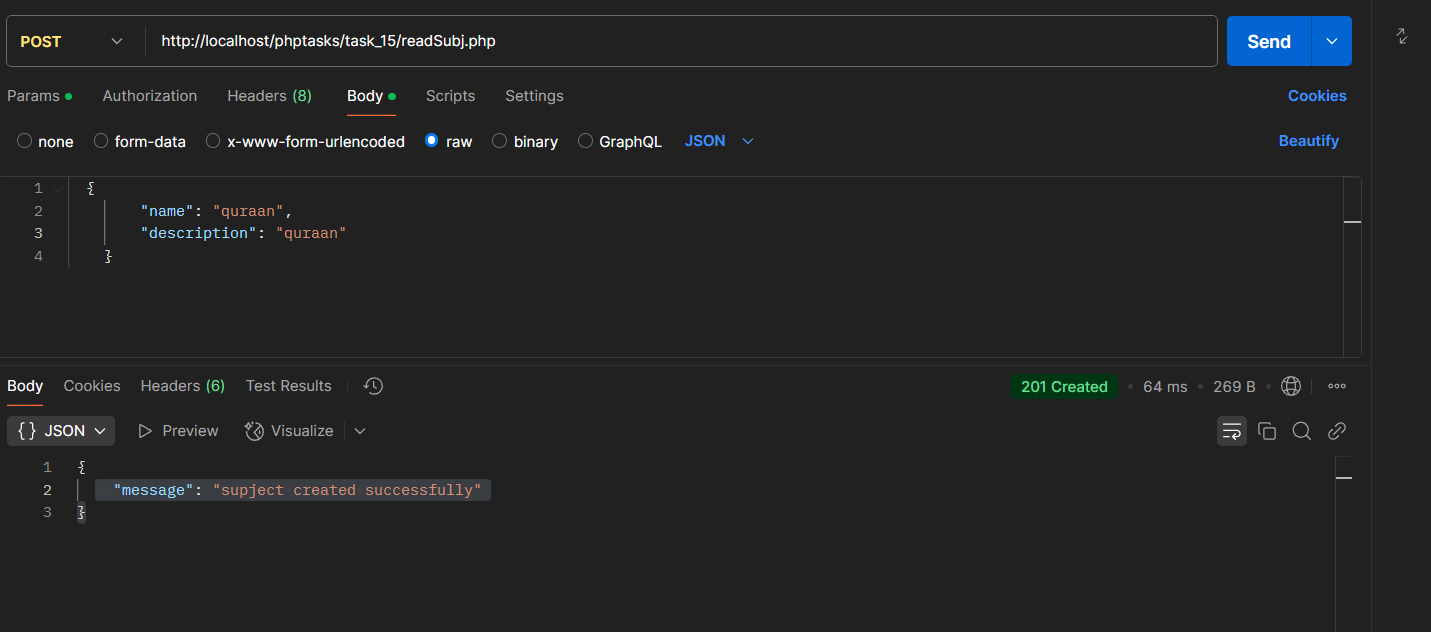 POST http://localhost/phptasks/task_15/readSubj.php Send
Params Authorization Headers (8) Body Scripts Settings Cookies
none form-data x-www-form-urlencoded raw binary GraphQL JSON Beautify
1 {
2 "name": "quraan",
3 "description": "quraan"
4 }
Body Cookies Headers (6) Test Results 201 Created • 64 ms • 269 B •
{} JSON Preview Visualize
1 {
2 "message": "supject created successfully"
3 }